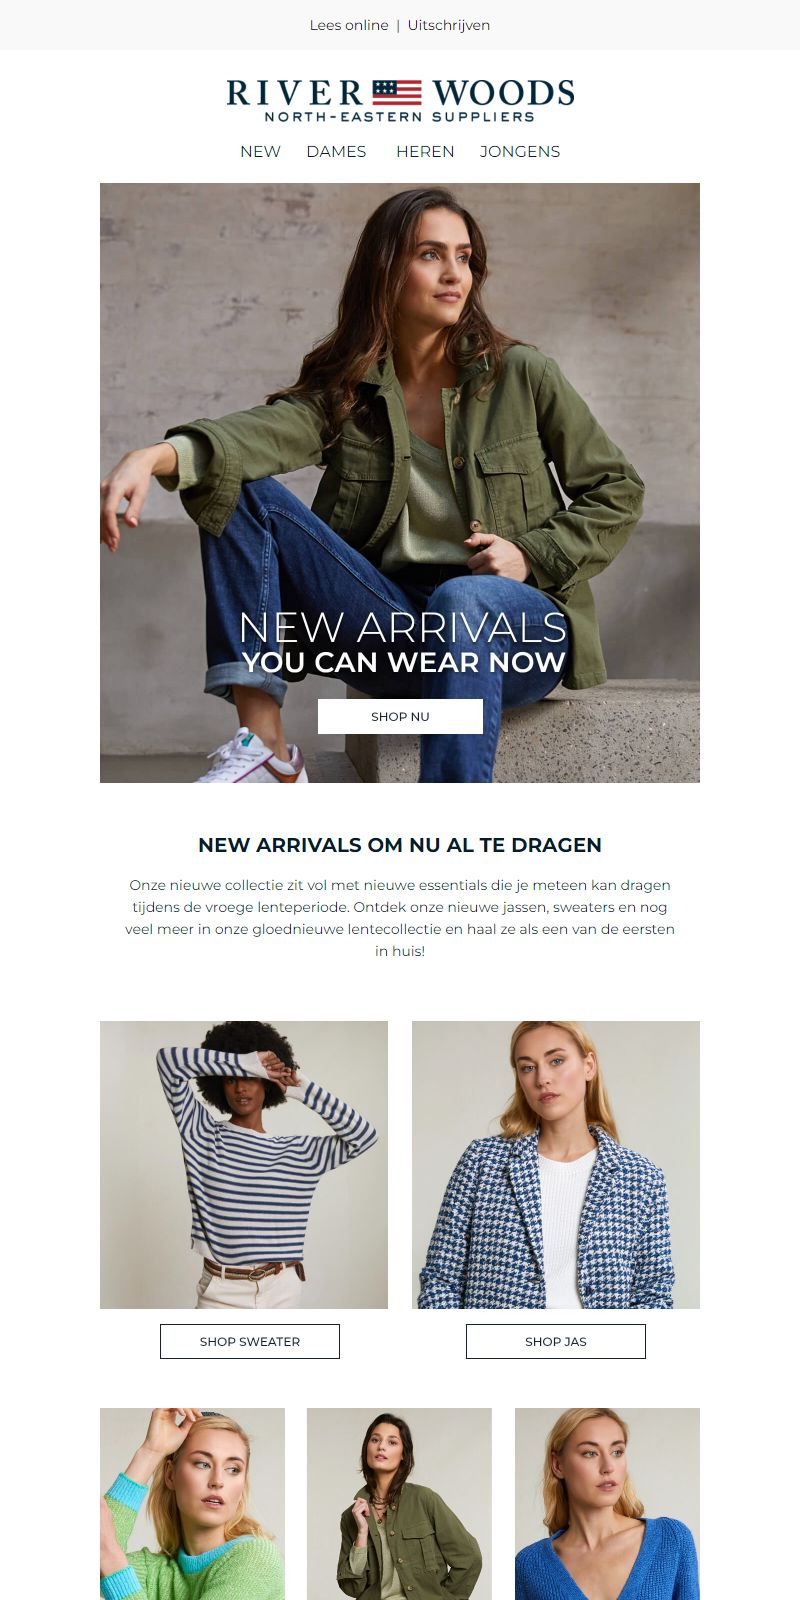 Lees online | Uitschrijven
RIVER WOODS
NORTH-EASTERN SUPPLIERS
NEW DAMES HEREN JONGENS
NEW ARRIVALS
YOU CAN WEAR NOW
SHOP NU
NEW ARRIVALS OM NU AL TE DRAGEN
Onze nieuwe collectie zit vol met nieuwe essentials die je meteen kan dragen
tijdens de vroege lenteperiode. Ontdek onze nieuwe jassen, sweaters en nog
veel meer in onze gloednieuwe lentecollectie en haal ze als een van de eersten
in huis!
SHOP SWEATER
SHOP JAS